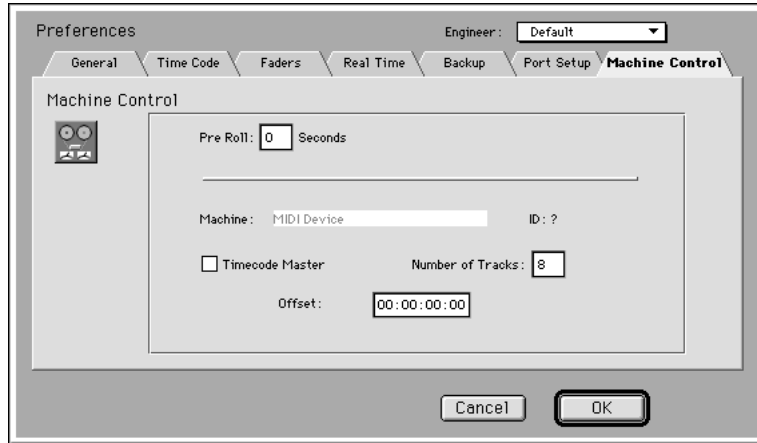 Preferences
Engineer: Default
General Time Code Faders Real Time Backup Port Setup Machine Control
Machine Control
Pre Roll: 0 Seconds
Machine: MIDI Device ID: ?
Timecode Master Number of Tracks: 8
Offset: 00:00:00:00
Cancel OK